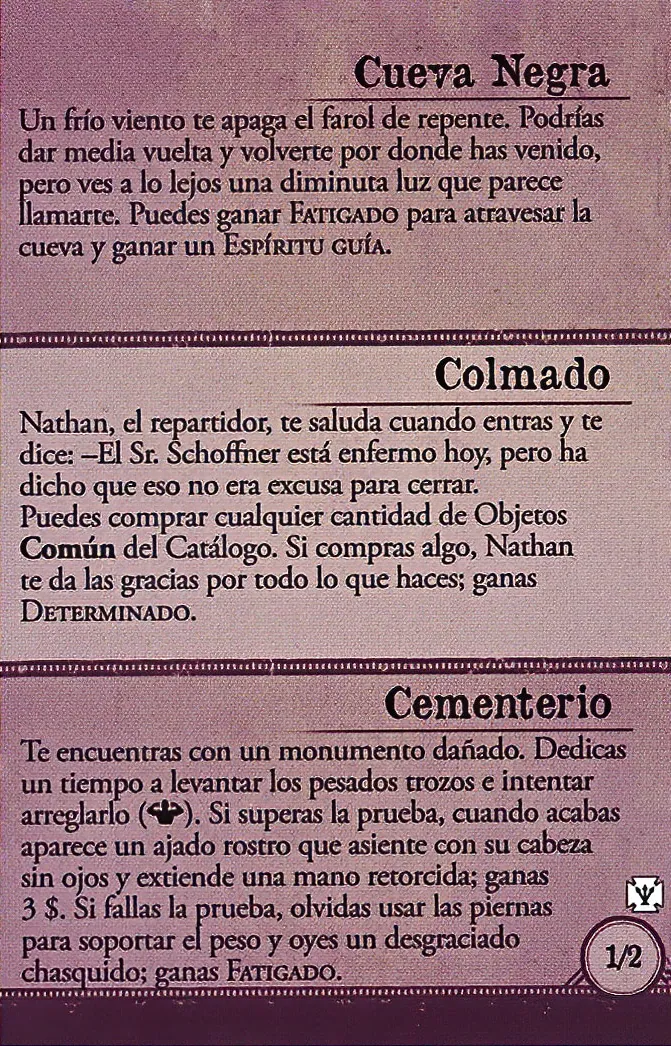 Cueva Negra
Un frío viento te apaga el farol de repente. Podrías
dar media vuelta y volverte por donde has venido,
pero ves a lo lejos una diminuta luz que parece
llamarte. Puedes ganar FATIGADO para atravesar la
cueva y ganar un ESPÍRITU GUÍA.
Colmado
Nathan, el repartidor, te saluda cuando entras y te
dice: –El Sr. Schoffner está enfermo hoy, pero ha
dicho que eso no era excusa para cerrar.
Puedes comprar cualquier cantidad de Objetos
Común del Catálogo. Si compras algo, Nathan
te da las gracias por todo lo que haces; ganas
DETERMINADO.
Cementerio
Te encuentras con un monumento dañado. Dedicas
un tiempo a levantar los pesados trozos e intentar
arreglarlo (). Si superas la prueba, cuando acabas
aparece un ajado rostro que asiente con su cabeza
sin ojos y extiende una mano retorcida; ganas
3 $. Si fallas la prueba, olvidas usar las piernas
para soportar el peso y oyes un desgraciado
chasquido; ganas FATIGADO.
1/2